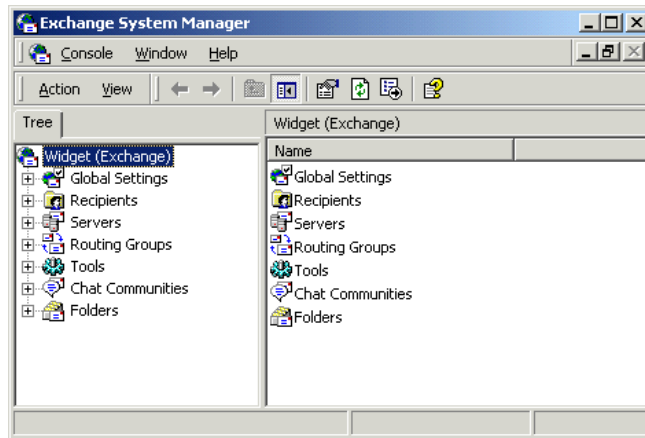 Exchange System Manager
Console Window Help
Action View
Tree
Widget (Exchange)
Widget (Exchange)
Global Settings
Recipients
Servers
Routing Groups
Tools
Chat Communities
Folders
Name
Global Settings
Recipients
Servers
Routing Groups
Tools
Chat Communities
Folders